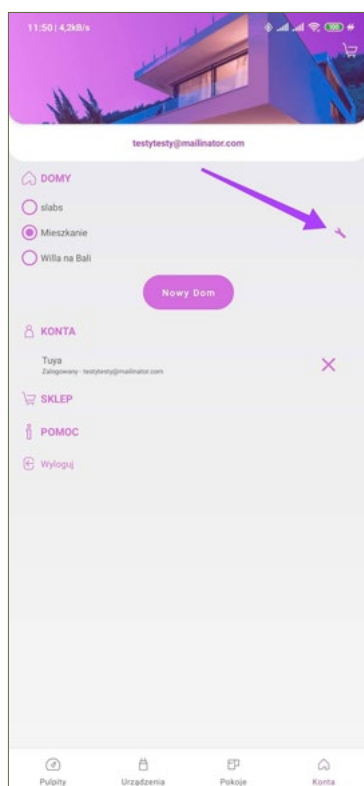 11:50 | 4,2kB/s
100
testytesty@mailinator.com
DOMY
slabs
Mieszkanie
Willa na Bali
Nowy Dom
KONTA
Tuya
Zalogowany - testytesty@mailinator.com
SKLEP
POMOC
Wyloguj
Pulpity Urządzenia Pokoje Konta